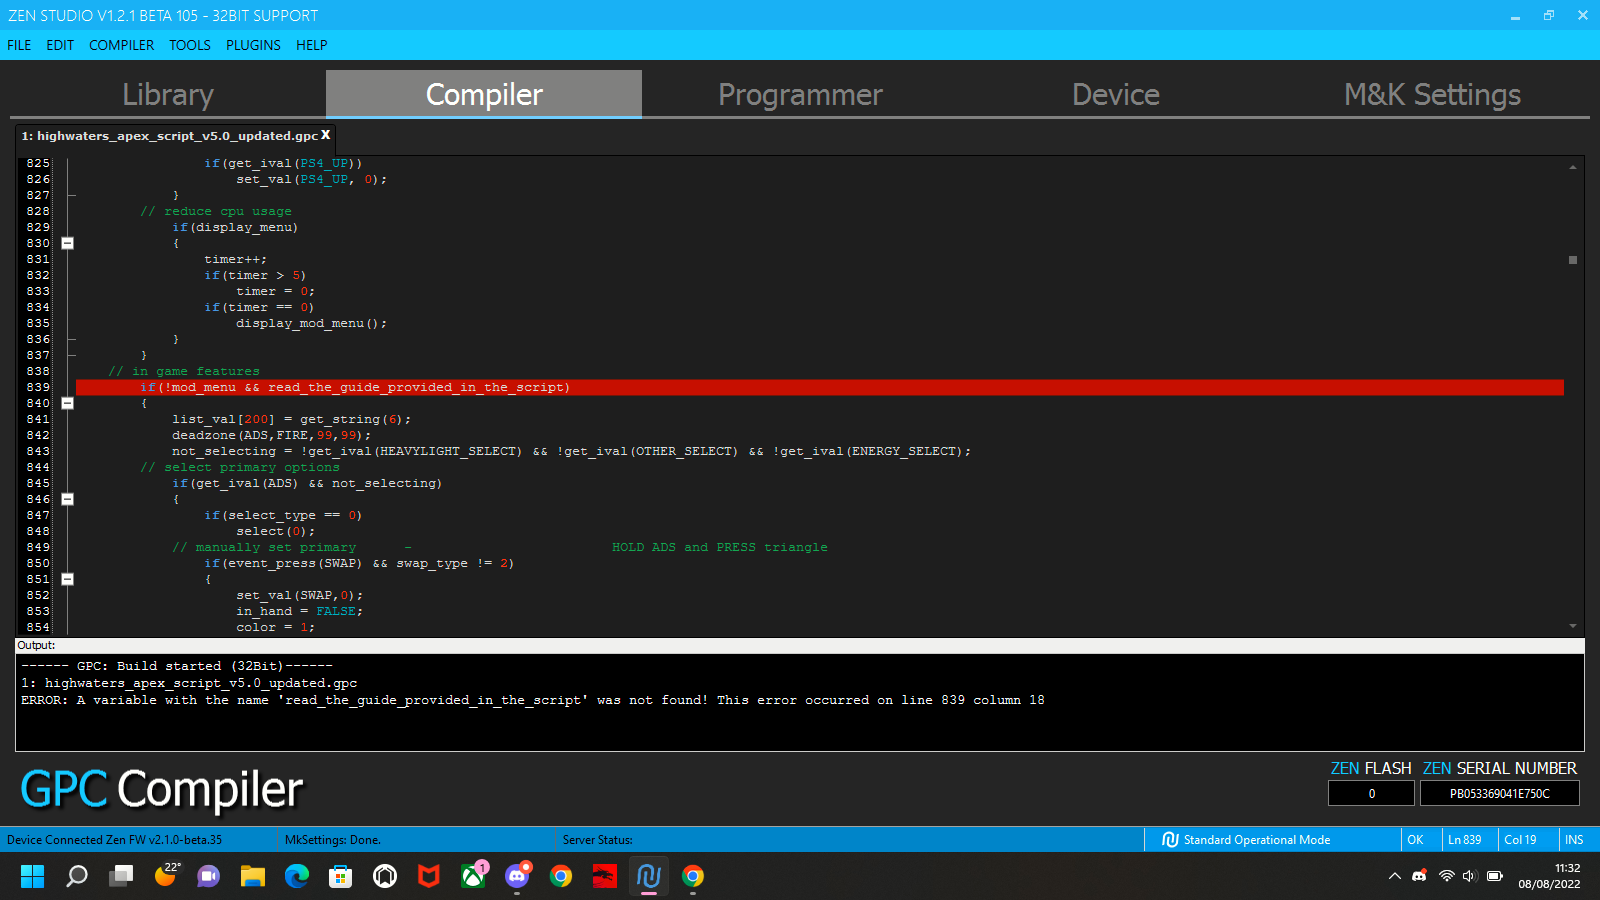 ZEN STUDIO V1.2.1 BETA 105 - 32BIT SUPPORT
FILE EDIT COMPILER TOOLS PLUGINS HELP
Library Compiler Programmer Device M&K Settings
1: highwaters_apex_script_v5.0_updated.gpc X
825 if(get_ival(PS4_UP))
826 set_val(PS4_UP, 0);
827 }
828 // reduce cpu usage
829 if(display_menu)
830 {
831 timer++;
832 if(timer > 5)
833 timer = 0;
834 if(timer == 0)
835 display_mod_menu();
836 }
837 }
838 // in game features
839 if(!mod_menu && read_the_guide_provided_in_the_script)
840 {
841 list_val[200] = get_string(6);
842 deadzone(ADS,FIRE,99,99);
843 not_selecting = !get_ival(HEAVYLIGHT_SELECT) && !get_ival(OTHER_SELECT) && !get_ival(ENERGY_SELECT);
844 // select primary options
845 if(get_ival(ADS) && not_selecting)
846 {
847 if(select_type == 0)
848 select(0);
849 // manually set primary - HOLD ADS and PRESS triangle
850 if(event_press(SWAP) && swap_type != 2)
851 {
852 set_val(SWAP,0);
853 in_hand = FALSE;
854 color = 1;
Output:
------ GPC: Build started (32Bit)------
1: highwaters_apex_script_v5.0_updated.gpc
ERROR: A variable with the name 'read_the_guide_provided_in_the_script' was not found! This error occurred on line 839 column 18
GPC Compiler
ZEN FLASH ZEN SERIAL NUMBER
0 PB053369041E750C
Device Connected Zen FW v2.1.0-beta.35 MkSettings: Done. Server Status: Standard Operational Mode OK Ln 839 Col 19 INS
22° 1
11:32
08/08/2022